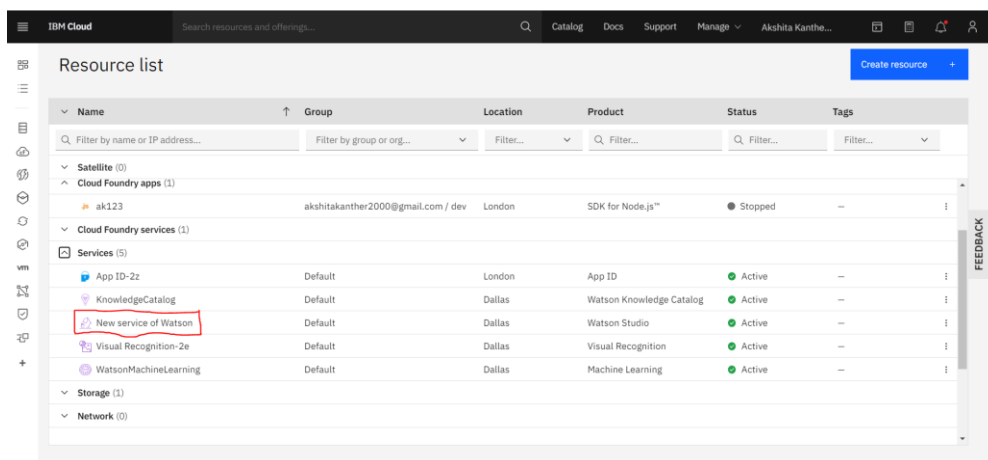 IBM Cloud Search resources and offerings... Catalog Docs Support Manage Akshita Kanthe...
Resource list
Create resource +
Name Group Location Product Status Tags
Filter by name or IP address... Filter by group or org... Filter... Filter... Filter... Filter...
Satellite (0)
Cloud Foundry apps (1)
ak123 akshitakanther2000@gmail.com / dev London SDK for Node.js™ Stopped —
Cloud Foundry services (1)
Services (5)
App ID-2z Default London App ID Active —
KnowledgeCatalog Default Dallas Watson Knowledge Catalog Active —
New service of Watson Default Dallas Watson Studio Active —
Visual Recognition-2e Default Dallas Visual Recognition Active —
WatsonMachineLearning Default Dallas Machine Learning Active —
Storage (1)
Network (0)
vm
FEEDBACK